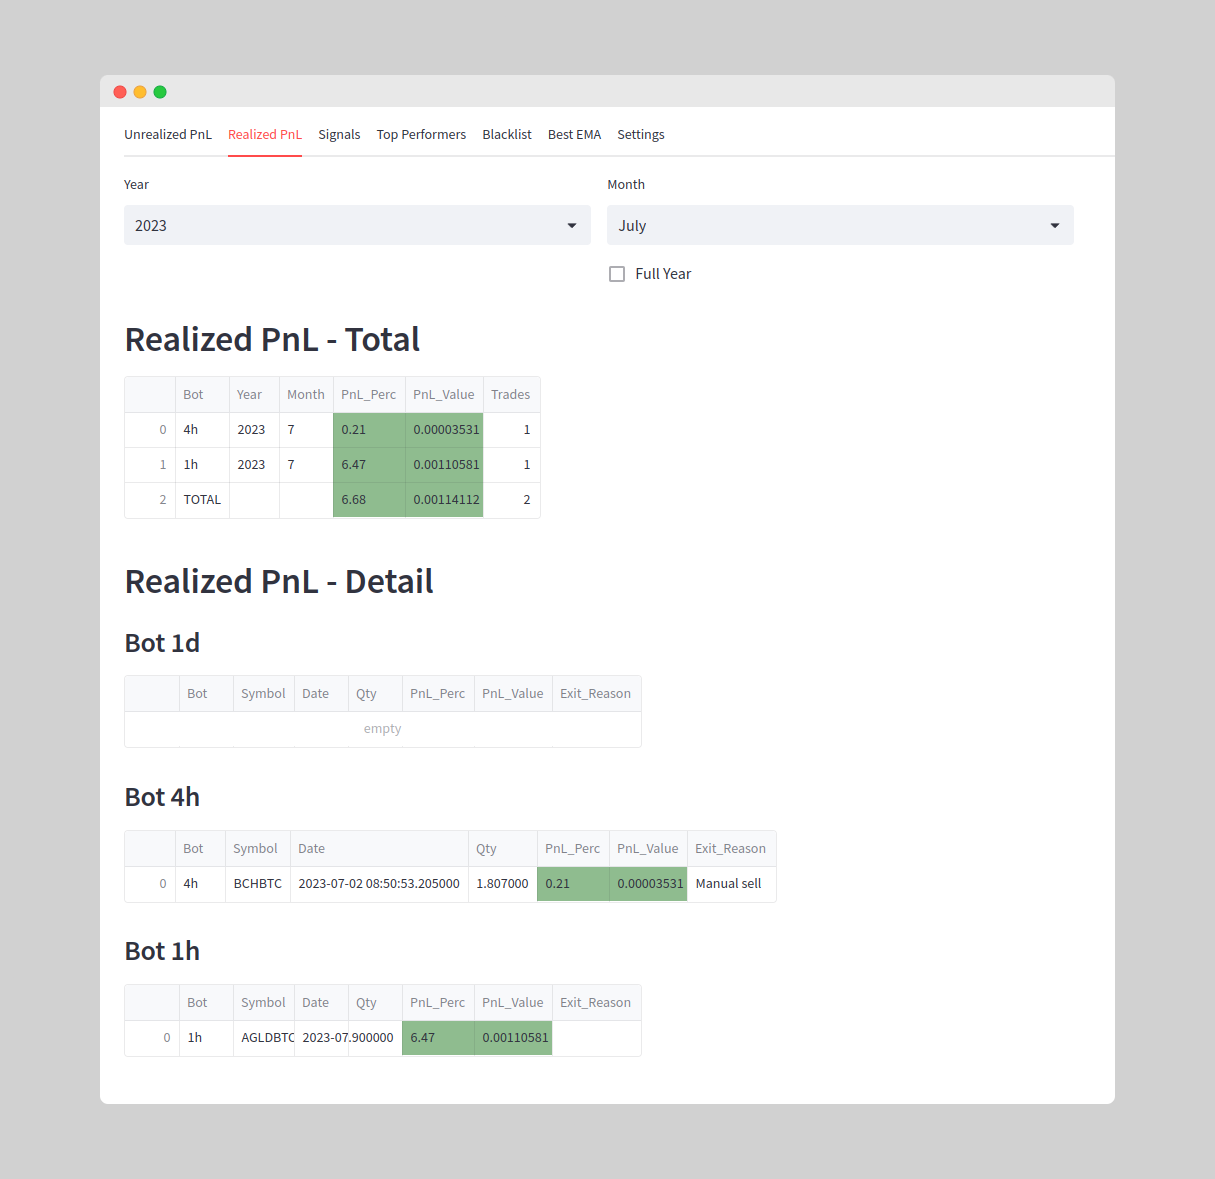 Unrealized PnL Realized PnL Signals Top Performers Blacklist Best EMA Settings
Year Month
2023 July
Full Year
Realized PnL - Total
Bot Year Month PnL_Perc PnL_Value Trades
0 4h 2023 7 0.21 0.00003531 1
1 1h 2023 7 6.47 0.00110581 1
2 TOTAL 6.68 0.00114112 2
Realized PnL - Detail
Bot 1d
Bot Symbol Date Qty PnL_Perc PnL_Value Exit_Reason
empty
Bot 4h
Bot Symbol Date Qty PnL_Perc PnL_Value Exit_Reason
0 4h BCHBTC 2023-07-02 08:50:53.205000 1.807000 0.21 0.00003531 Manual sell
Bot 1h
Bot Symbol Date Qty PnL_Perc PnL_Value Exit_Reason
0 1h AGLDBTC 2023-07.900000 6.47 0.00110581